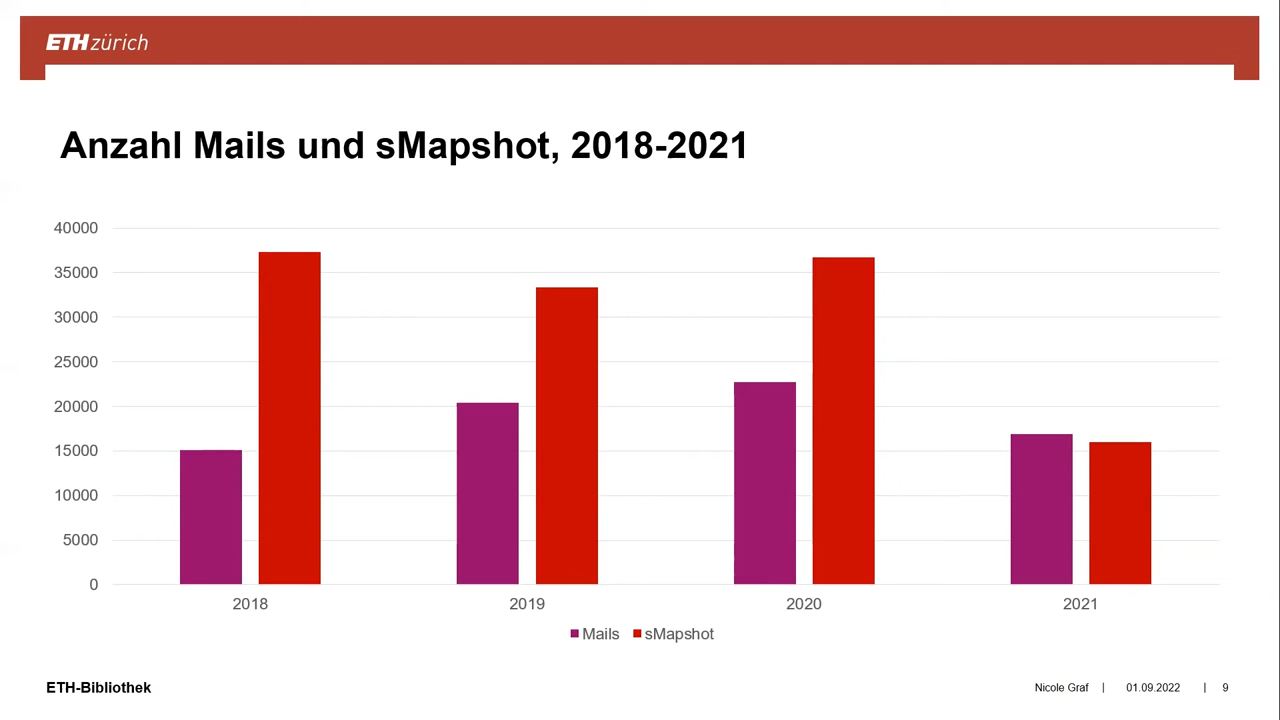 ETH zürich
Anzahl Mails und sMapshot, 2018-2021
40000
35000
30000
25000
20000
15000
10000
5000
0
2018 2019 2020 2021
Mails sMapshot
ETH-Bibliothek Nicole Graf | 01.09.2022 | 9